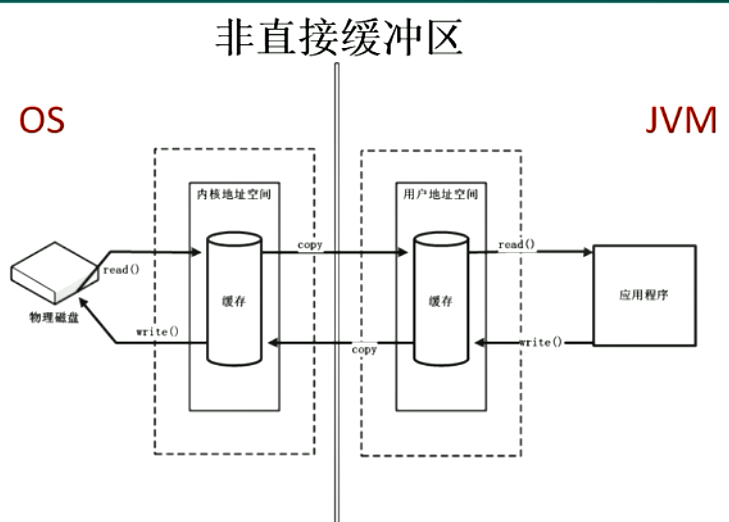 非直接缓冲区
OS
JVM
内核地址空间
用户地址空间
copy
read()
read()
缓存
缓存
应用程序
物理磁盘
write()
copy
write()